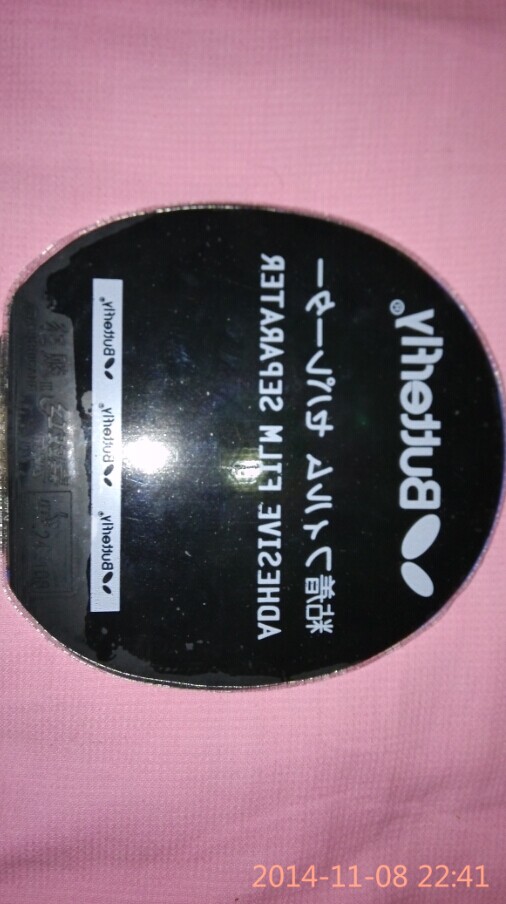 Butterfly®
粘着フィルム セパレーター
ADHESIVE FILM SEPARATER
Butterfly® Butterfly® Butterfly®
2014-11-08 22:41